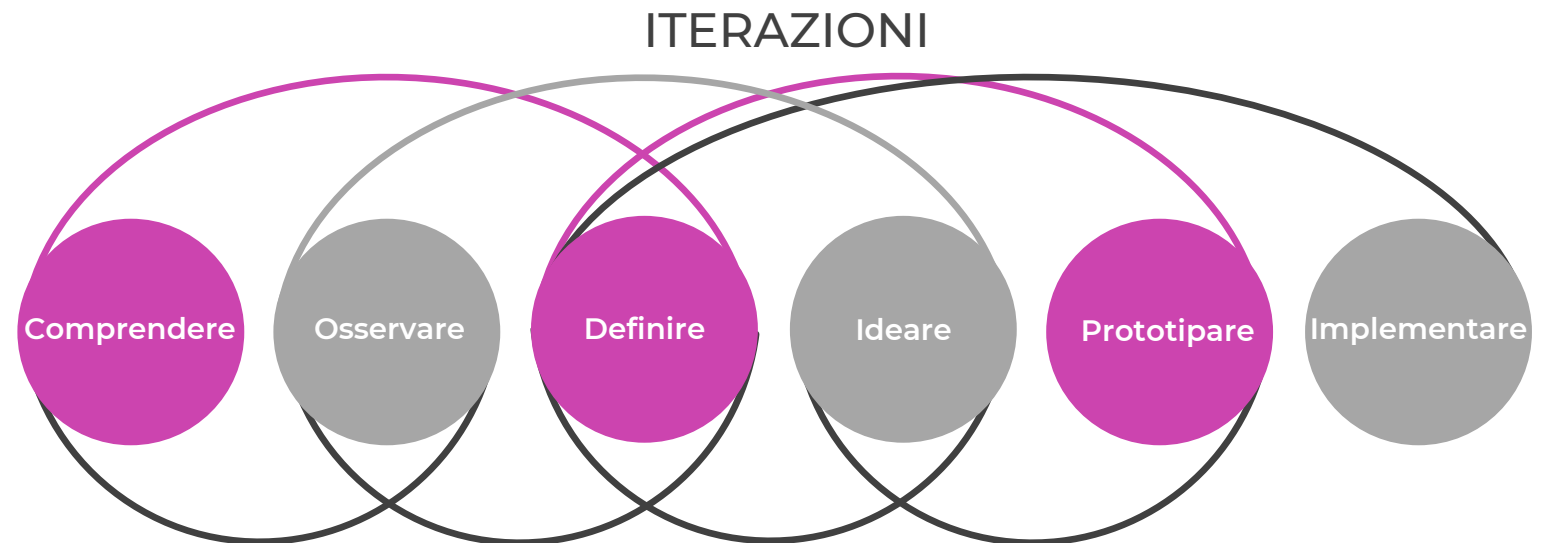 ITERAZIONI
Comprendere
Osservare
Definire
Ideare
Prototipare
Implementare